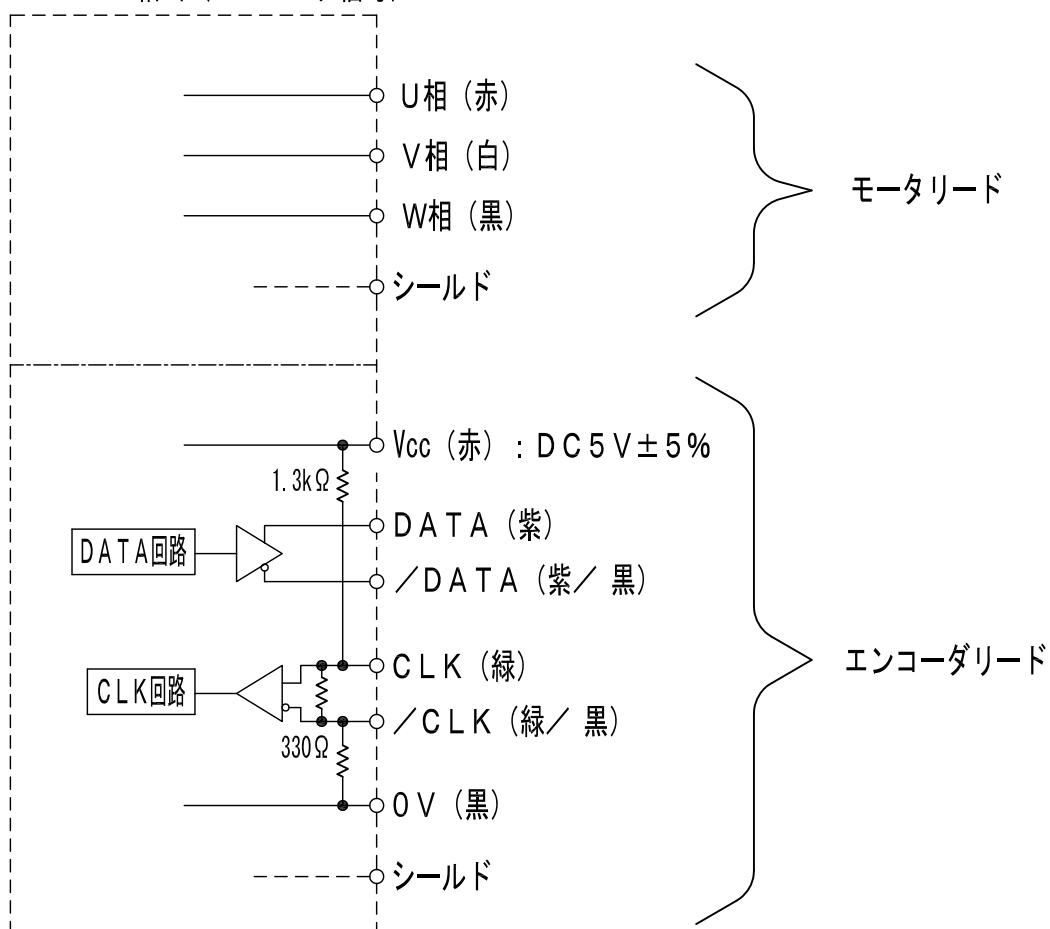 U相（赤）
V相（白）
W相（黒）
シールド
モータリード
Vcc（赤）：DC5V±5％
1.3kΩ
DATA回路
DATA（紫）
／DATA（紫／黒）
CLK回路
CLK（緑）
／CLK（緑／黒）
330Ω
0V（黒）
シールド
エンコーダリード